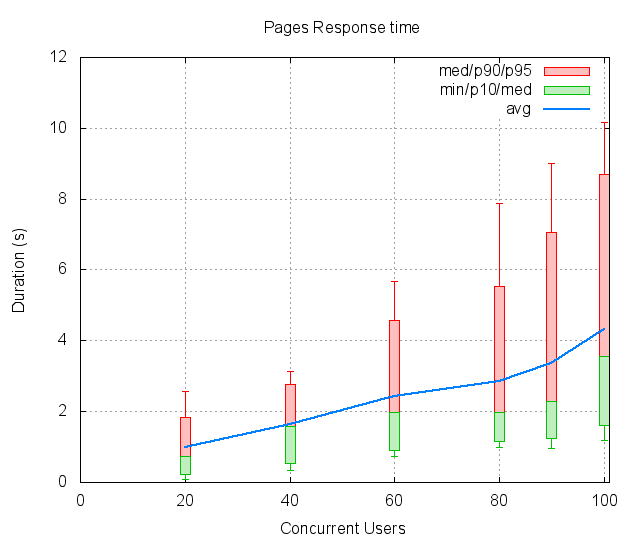 Pages Response time
med/p90/p95
min/p10/med
avg
12
10
8
6
4
2
0
Duration (s)
0 20 40 60 80 100
Concurrent Users